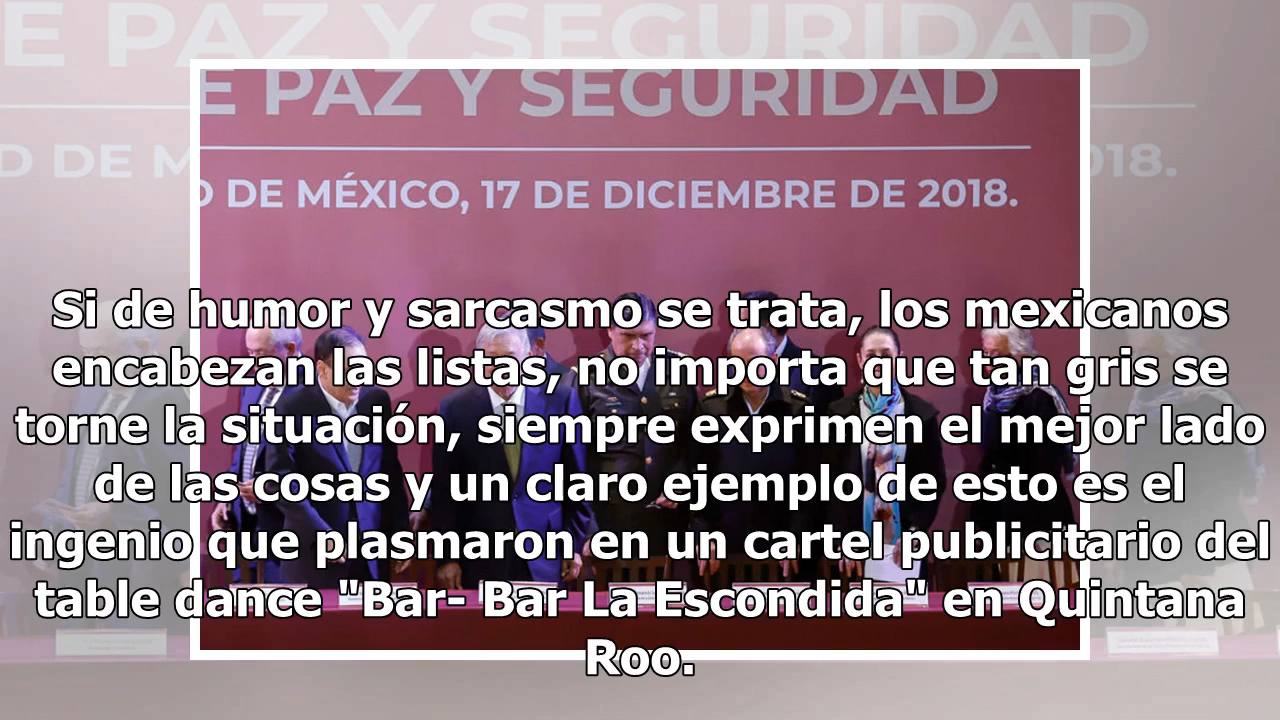 E PAZ Y SEGURIDAD
E PAZ Y SEGURIDAD
D DE M
018.
O DE MÉXICO, 17 DE DICIEMBRE DE 2018.
Si de humor y sarcasmo se trata, los mexicanos
encabezan las listas, no importa que tan gris se
torne la situación, siempre exprimen el mejor lado
de las cosas y un claro ejemplo de esto es el
ingenio que plasmaron en un cartel publicitario del
table dance "Bar- Bar La Escondida" en Quintana
Roo.